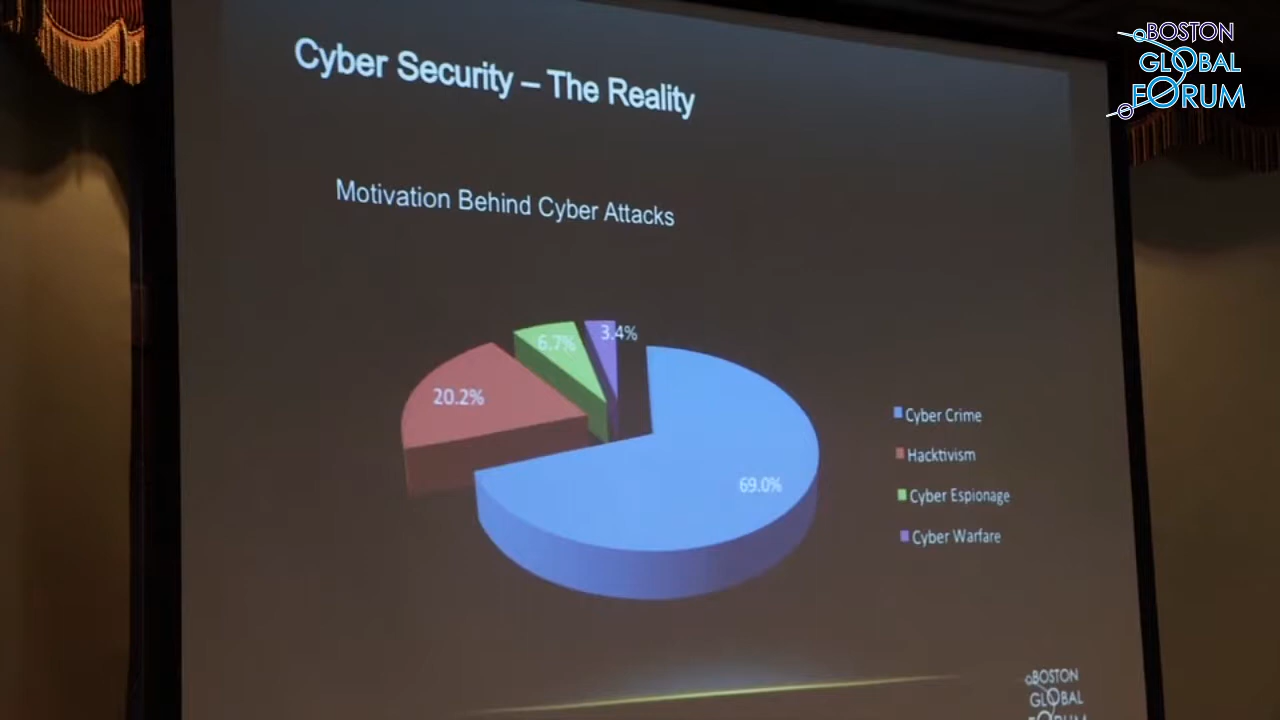 BOSTON
GLOBAL
FORUM
Cyber Security – The Reality
Motivation Behind Cyber Attacks
3.4%
6.7%
20.2%
69.0%
Cyber Crime
Hacktivism
Cyber Espionage
Cyber Warfare
BOSTON
GLOBAL
FORUM